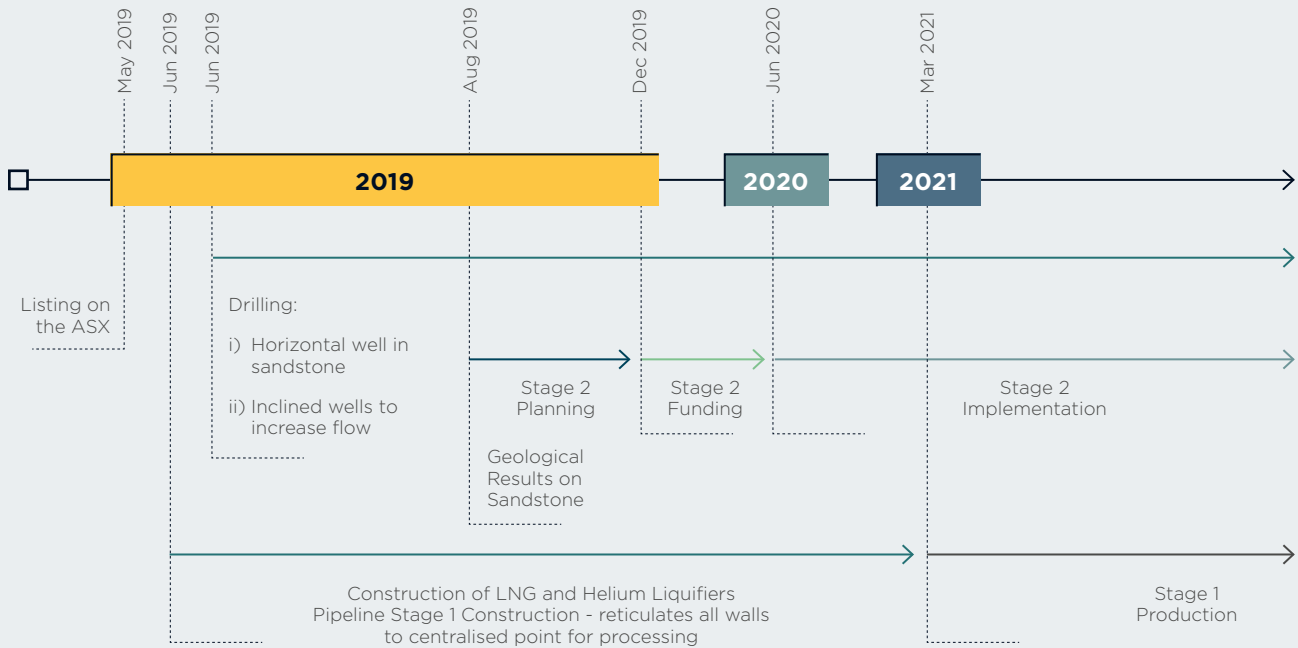 May 2019
Jun 2019
Jun 2019
Aug 2019
Dec 2019
Jun 2020
Mar 2021
2019
2020
2021
Listing on
the ASX
Drilling:
i) Horizontal well in
sandstone
ii) Inclined wells to
increase flow
Stage 2
Planning
Stage 2
Funding
Stage 2
Implementation
Geological
Results on
Sandstone
Construction of LNG and Helium Liquifiers
Pipeline Stage 1 Construction - reticulates all walls
to centralised point for processing
Stage 1
Production